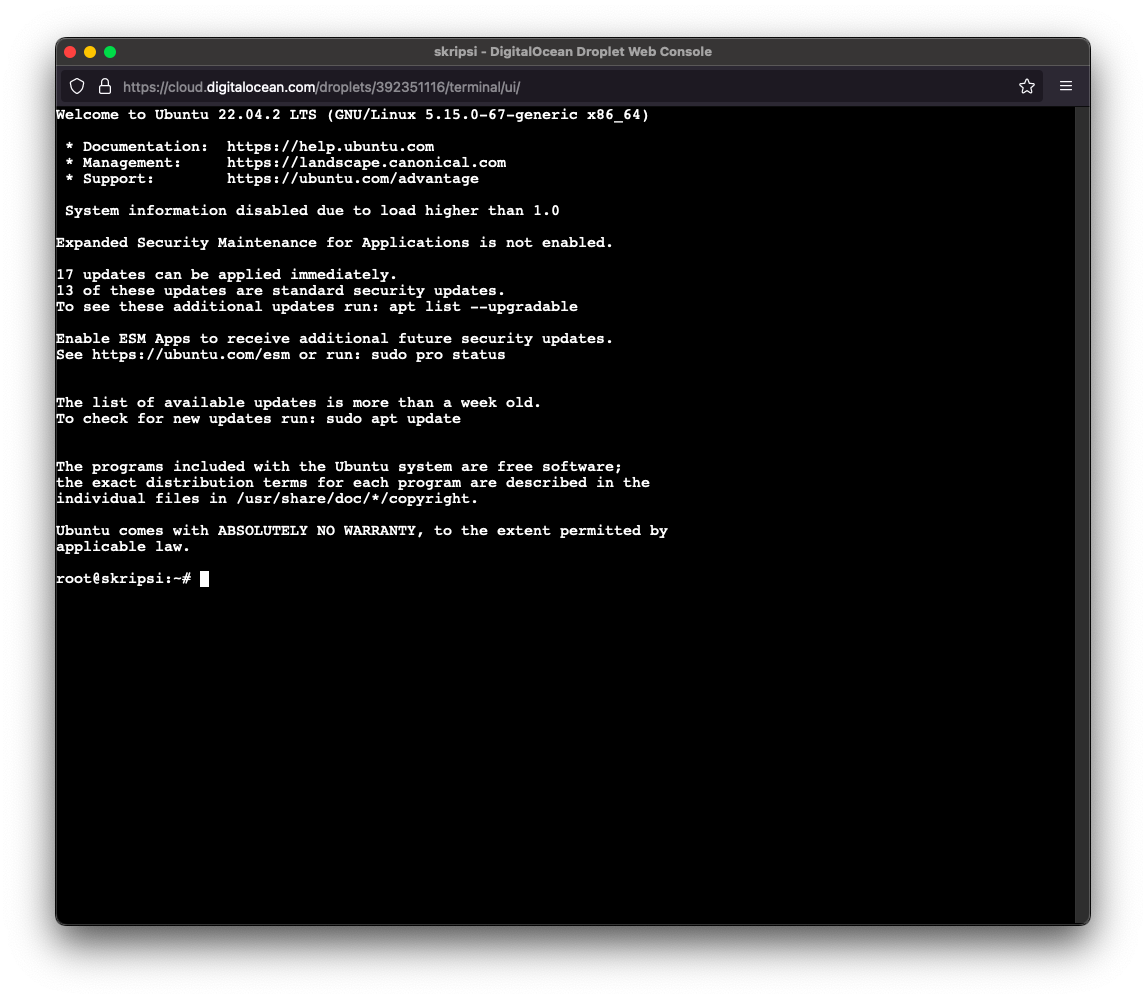 skripsi - DigitalOcean Droplet Web Console
https://cloud.digitalocean.com/droplets/392351116/terminal/ui/
Welcome to Ubuntu 22.04.2 LTS (GNU/Linux 5.15.0-67-generic x86_64)
* Documentation:  https://help.ubuntu.com
* Management:     https://landscape.canonical.com
* Support:        https://ubuntu.com/advantage
System information disabled due to load higher than 1.0
Expanded Security Maintenance for Applications is not enabled.
17 updates can be applied immediately.
13 of these updates are standard security updates.
To see these additional updates run: apt list --upgradable
Enable ESM Apps to receive additional future security updates.
See https://ubuntu.com/esm or run: sudo pro status
The list of available updates is more than a week old.
To check for new updates run: sudo apt update
The programs included with the Ubuntu system are free software;
the exact distribution terms for each program are described in the
individual files in /usr/share/doc/*/copyright.
Ubuntu comes with ABSOLUTELY NO WARRANTY, to the extent permitted by
applicable law.
root@skripsi:~#